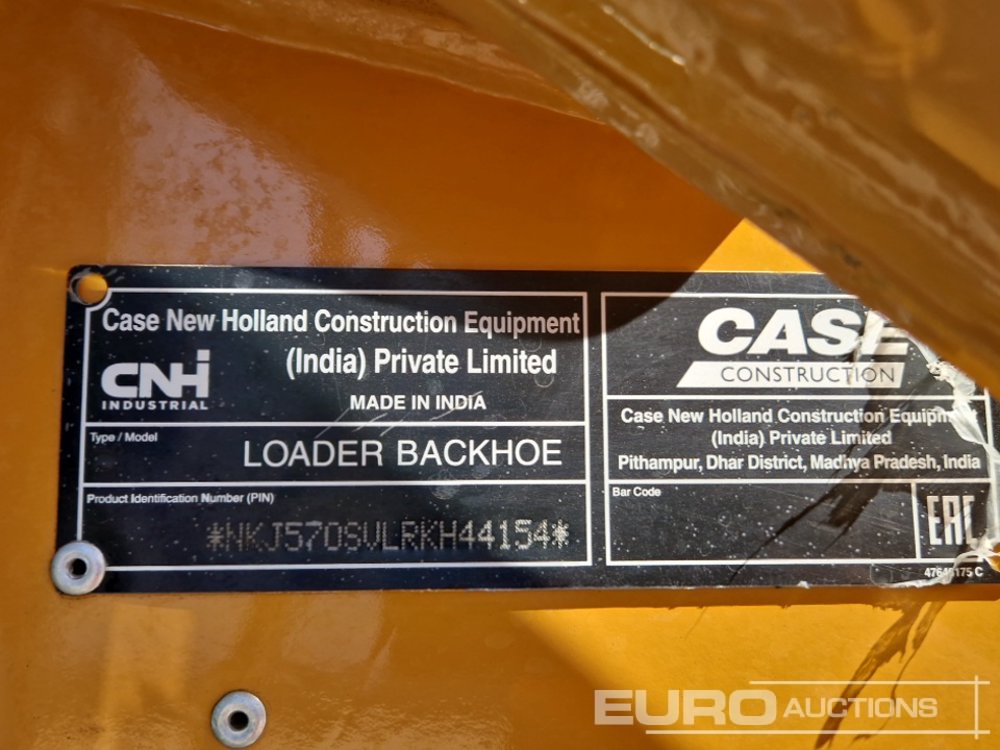 Case New Holland Construction Equipment
(India) Private Limited
CNH
INDUSTRIAL
MADE IN INDIA
Type / Model
LOADER BACKHOE
Product Identification Number (PIN)
*NKJ570SVLRKH44154*
CASE
CONSTRUCTION
Case New Holland Construction Equipment
(India) Private Limited
Pithampur, Dhar District, Madhya Pradesh, India
Bar Code
EAC
EURO AUCTIONS